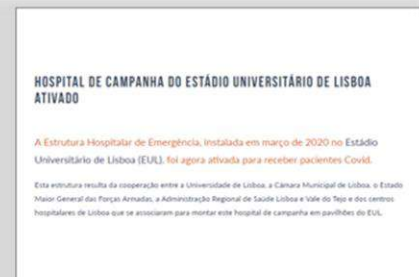 HOSPITAL DE CAMPANHA DO ESTÁDIO UNIVERSITÁRIO DE LISBOA
ATIVADO
A Estrutura Hospitalar de Emergência, instalada em março de 2020 no Estádio
Universitário de Lisboa (EUL), foi agora ativada para receber pacientes Covid.
Esta estrutura resulta da cooperação entre a Universidade de Lisboa, a Câmara Municipal de Lisboa, o Estado
Maior General das Forças Armadas, a Administração Regional de Saúde Lisboa e Vale do Tejo e dos centros
hospitalares de Lisboa que se associaram para montar este hospital de campanha em pavilhões do EUL.